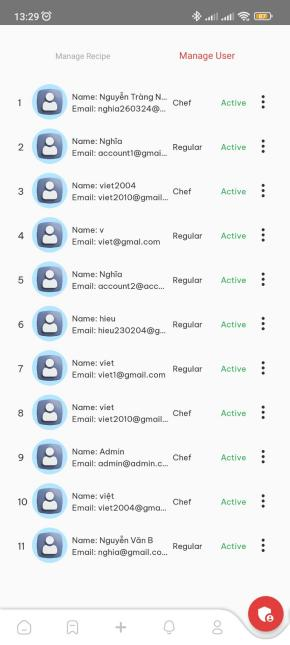 13:29
Manage Recipe Manage User
1 Name: Nguyễn Tràng N... Chef Active
Email: nghia260324@...
2 Name: Nghĩa Regular Active
Email: account1@gmai...
3 Name: viet2004 Chef Active
Email: viet2010@gmail...
4 Name: v Regular Active
Email: viet@gmal.com
5 Name: Nghĩa Regular Active
Email: account2@acc...
6 Name: hieu Regular Active
Email: hieu230204@g...
7 Name: viet Regular Active
Email: viet1@gmail.com
8 Name: viet Chef Active
Email: viet2010@gmail...
9 Name: Admin Chef Active
Email: admin@admin.c...
10 Name: việt Chef Active
Email: viet2004@gma...
11 Name: Nguyễn Văn B Regular Active
Email: nghia@gmail.co...